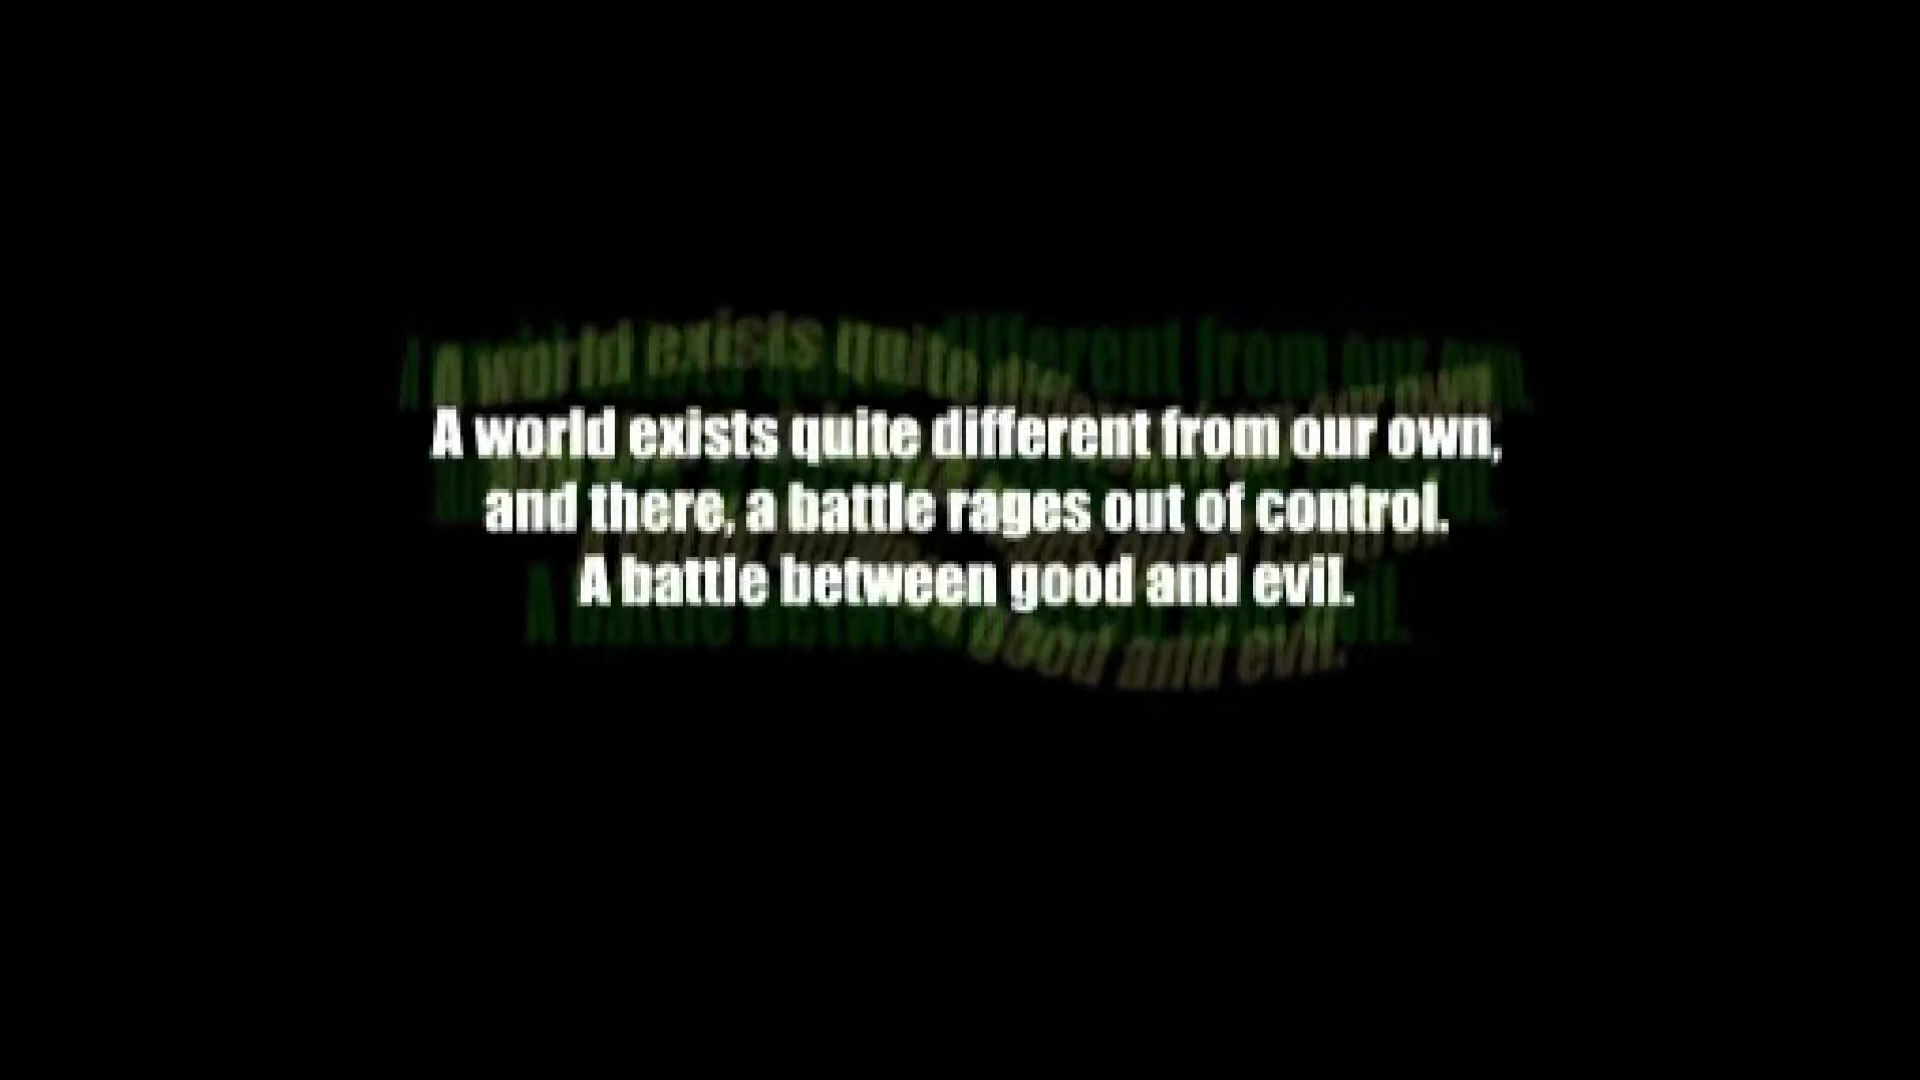 A world exists quite different from our own,
and there, a battle rages out of control.
A battle between good and evil.